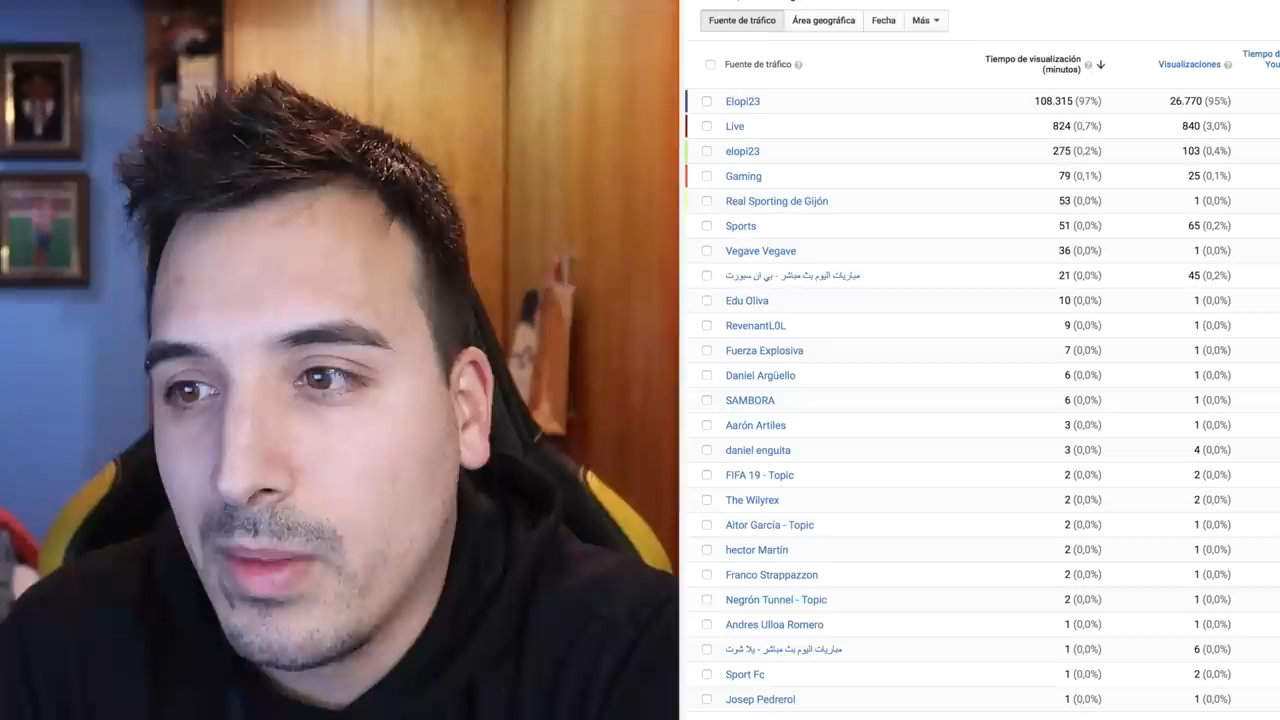 Fuente de tráfico Área geográfica Fecha Más
Fuente de tráfico Tiempo de visualización (minutos) Visualizaciones Tiempo d
You
Elopi23 108.315 (97%) 26.770 (95%)
Live 824 (0,7%) 840 (3,0%)
elopi23 275 (0,2%) 103 (0,4%)
Gaming 79 (0,1%) 25 (0,1%)
Real Sporting de Gijón 53 (0,0%) 1 (0,0%)
Sports 51 (0,0%) 65 (0,2%)
Vegave Vegave 36 (0,0%) 1 (0,0%)
مباريات اليوم بث مباشر - بي ان سبورت 21 (0,0%) 45 (0,2%)
Edu Oliva 10 (0,0%) 1 (0,0%)
RevenantL0L 9 (0,0%) 1 (0,0%)
Fuerza Explosiva 7 (0,0%) 1 (0,0%)
Daniel Argüello 6 (0,0%) 1 (0,0%)
SAMBORA 6 (0,0%) 1 (0,0%)
Aarón Artiles 3 (0,0%) 1 (0,0%)
daniel enguita 3 (0,0%) 4 (0,0%)
FIFA 19 - Topic 2 (0,0%) 2 (0,0%)
The Wilyrex 2 (0,0%) 2 (0,0%)
Aitor García - Topic 2 (0,0%) 1 (0,0%)
hector Martín 2 (0,0%) 1 (0,0%)
Franco Strappazzon 2 (0,0%) 1 (0,0%)
Negrón Tunnel - Topic 2 (0,0%) 1 (0,0%)
Andres Ulloa Romero 1 (0,0%) 1 (0,0%)
مباريات اليوم بث مباشر - يلا شوت 1 (0,0%) 6 (0,0%)
Sport Fc 1 (0,0%) 2 (0,0%)
Josep Pedrerol 1 (0,0%) 1 (0,0%)